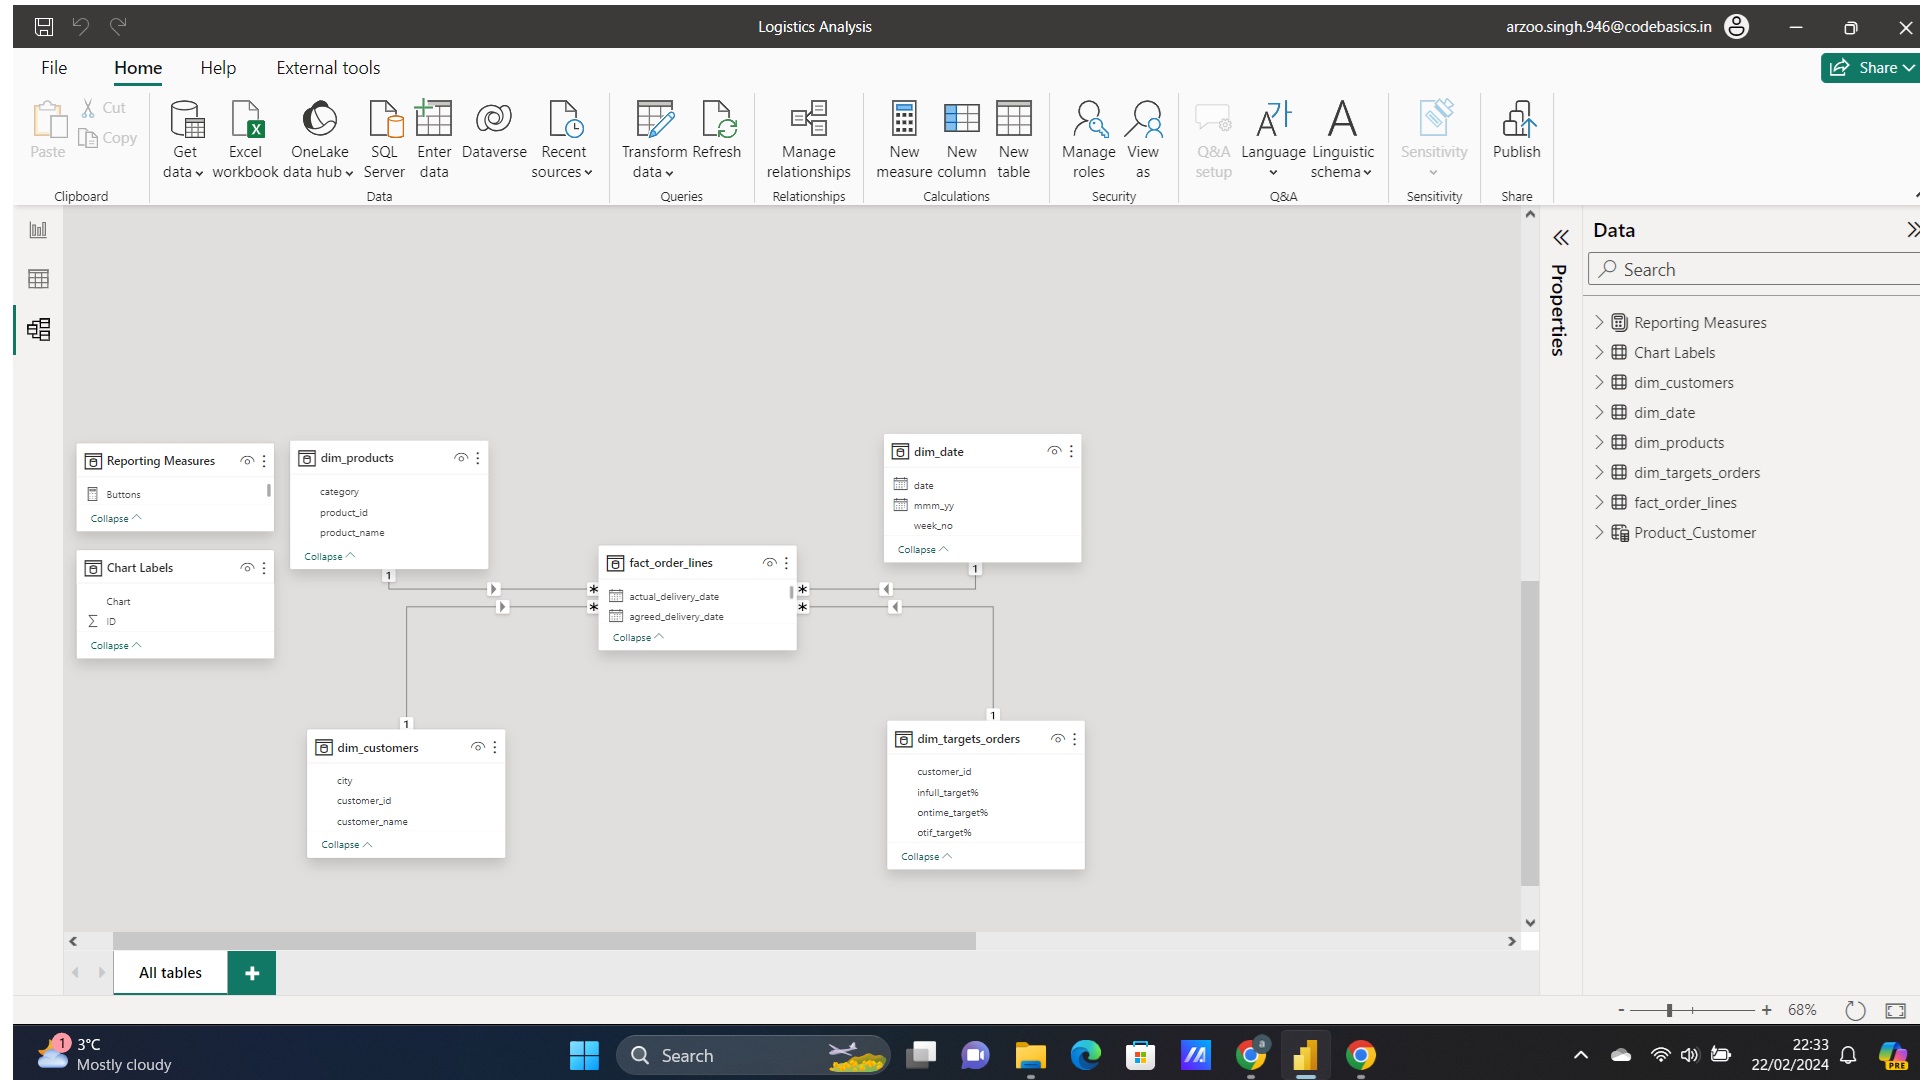 Logistics Analysis
arzoo.singh.946@codebasics.in
File
Home
Help
External tools
Share
Paste
Cut
Copy
Clipboard
Get data
Excel workbook
OneLake data hub
SQL Server
Enter data
Dataverse
Recent sources
Data
Transform data
Refresh
Queries
Manage relationships
Relationships
New measure
New column
New table
Calculations
Manage roles
View as
Security
Q&A setup
Language
Linguistic schema
Q&A
Sensitivity
Sensitivity
Publish
Share
Reporting Measures
Buttons
Collapse
Chart Labels
Chart
ID
Collapse
dim_products
category
product_id
product_name
Collapse
1
*
*
fact_order_lines
actual_delivery_date
agreed_delivery_date
Collapse
*
*
dim_date
date
mmm_yy
week_no
Collapse
1
1
dim_customers
city
customer_id
customer_name
Collapse
1
dim_targets_orders
customer_id
infull_target%
ontime_target%
otif_target%
Collapse
Properties
Data
Search
Reporting Measures
Chart Labels
dim_customers
dim_date
dim_products
dim_targets_orders
fact_order_lines
Product_Customer
All tables
+
- + 68%
1
3°C
Mostly cloudy
Search
a
22:33
22/02/2024
PRE